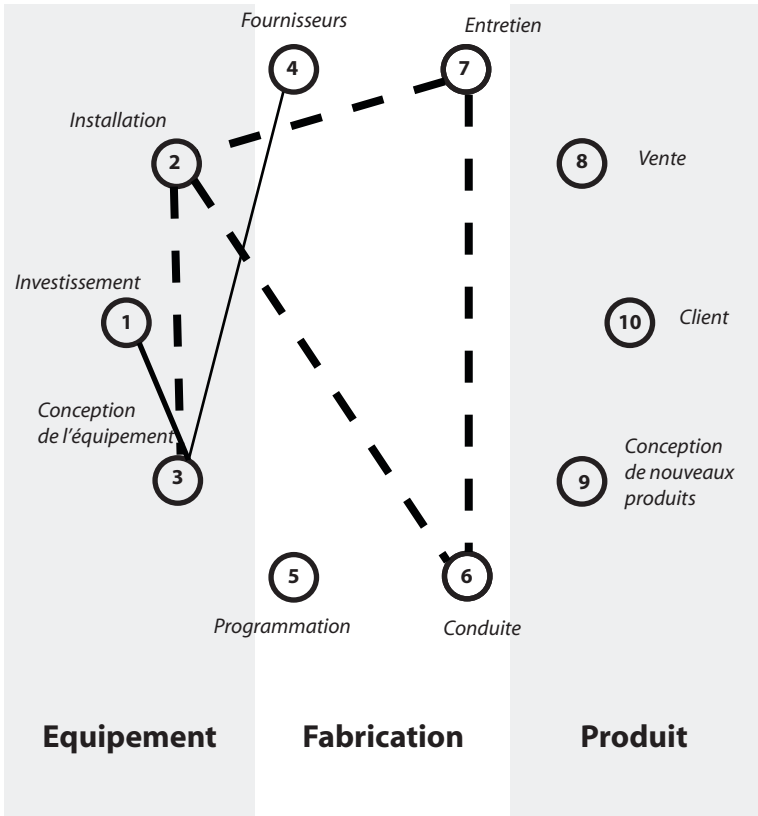 Fournisseurs
4
Entretien
7
Installation
2
8
Vente
Investissement
1
10
Client
Conception
de l'équipement
3
Conception
de nouveaux
produits
9
5
Programmation
6
Conduite
Equipement
Fabrication
Produit